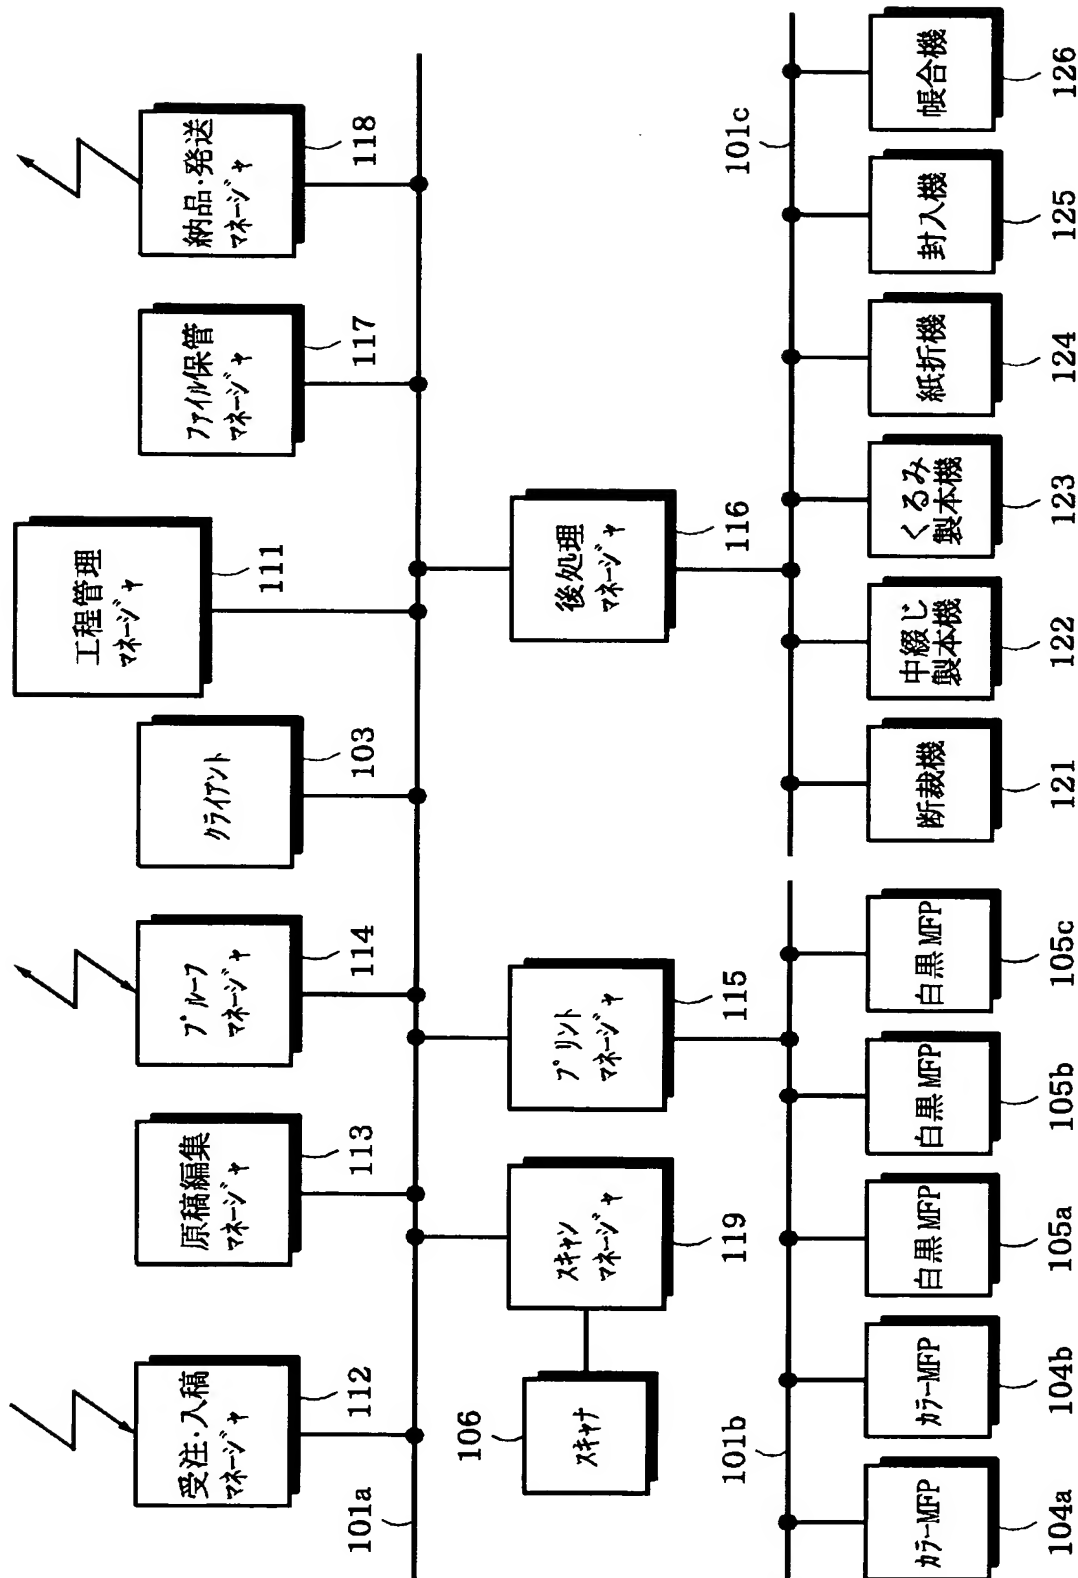 工程管理
マネージャ
111
受注・入稿
マネージャ
112
原稿編集
マネージャ
113
プルーフ
マネージャ
114
クライアント
103
ファイル保管
マネージャ
117
納品・発送
マネージャ
118
101a
スキャナ
106
スキャン
マネージャ
119
プリント
マネージャ
115
後処理
マネージャ
116
101b
101c
カラーMFP
104a
カラーMFP
104b
白黒MFP
105a
白黒MFP
105b
白黒MFP
105c
断裁機
121
中綴じ
製本機
122
くるみ
製本機
123
紙折機
124
封入機
125
帳合機
126